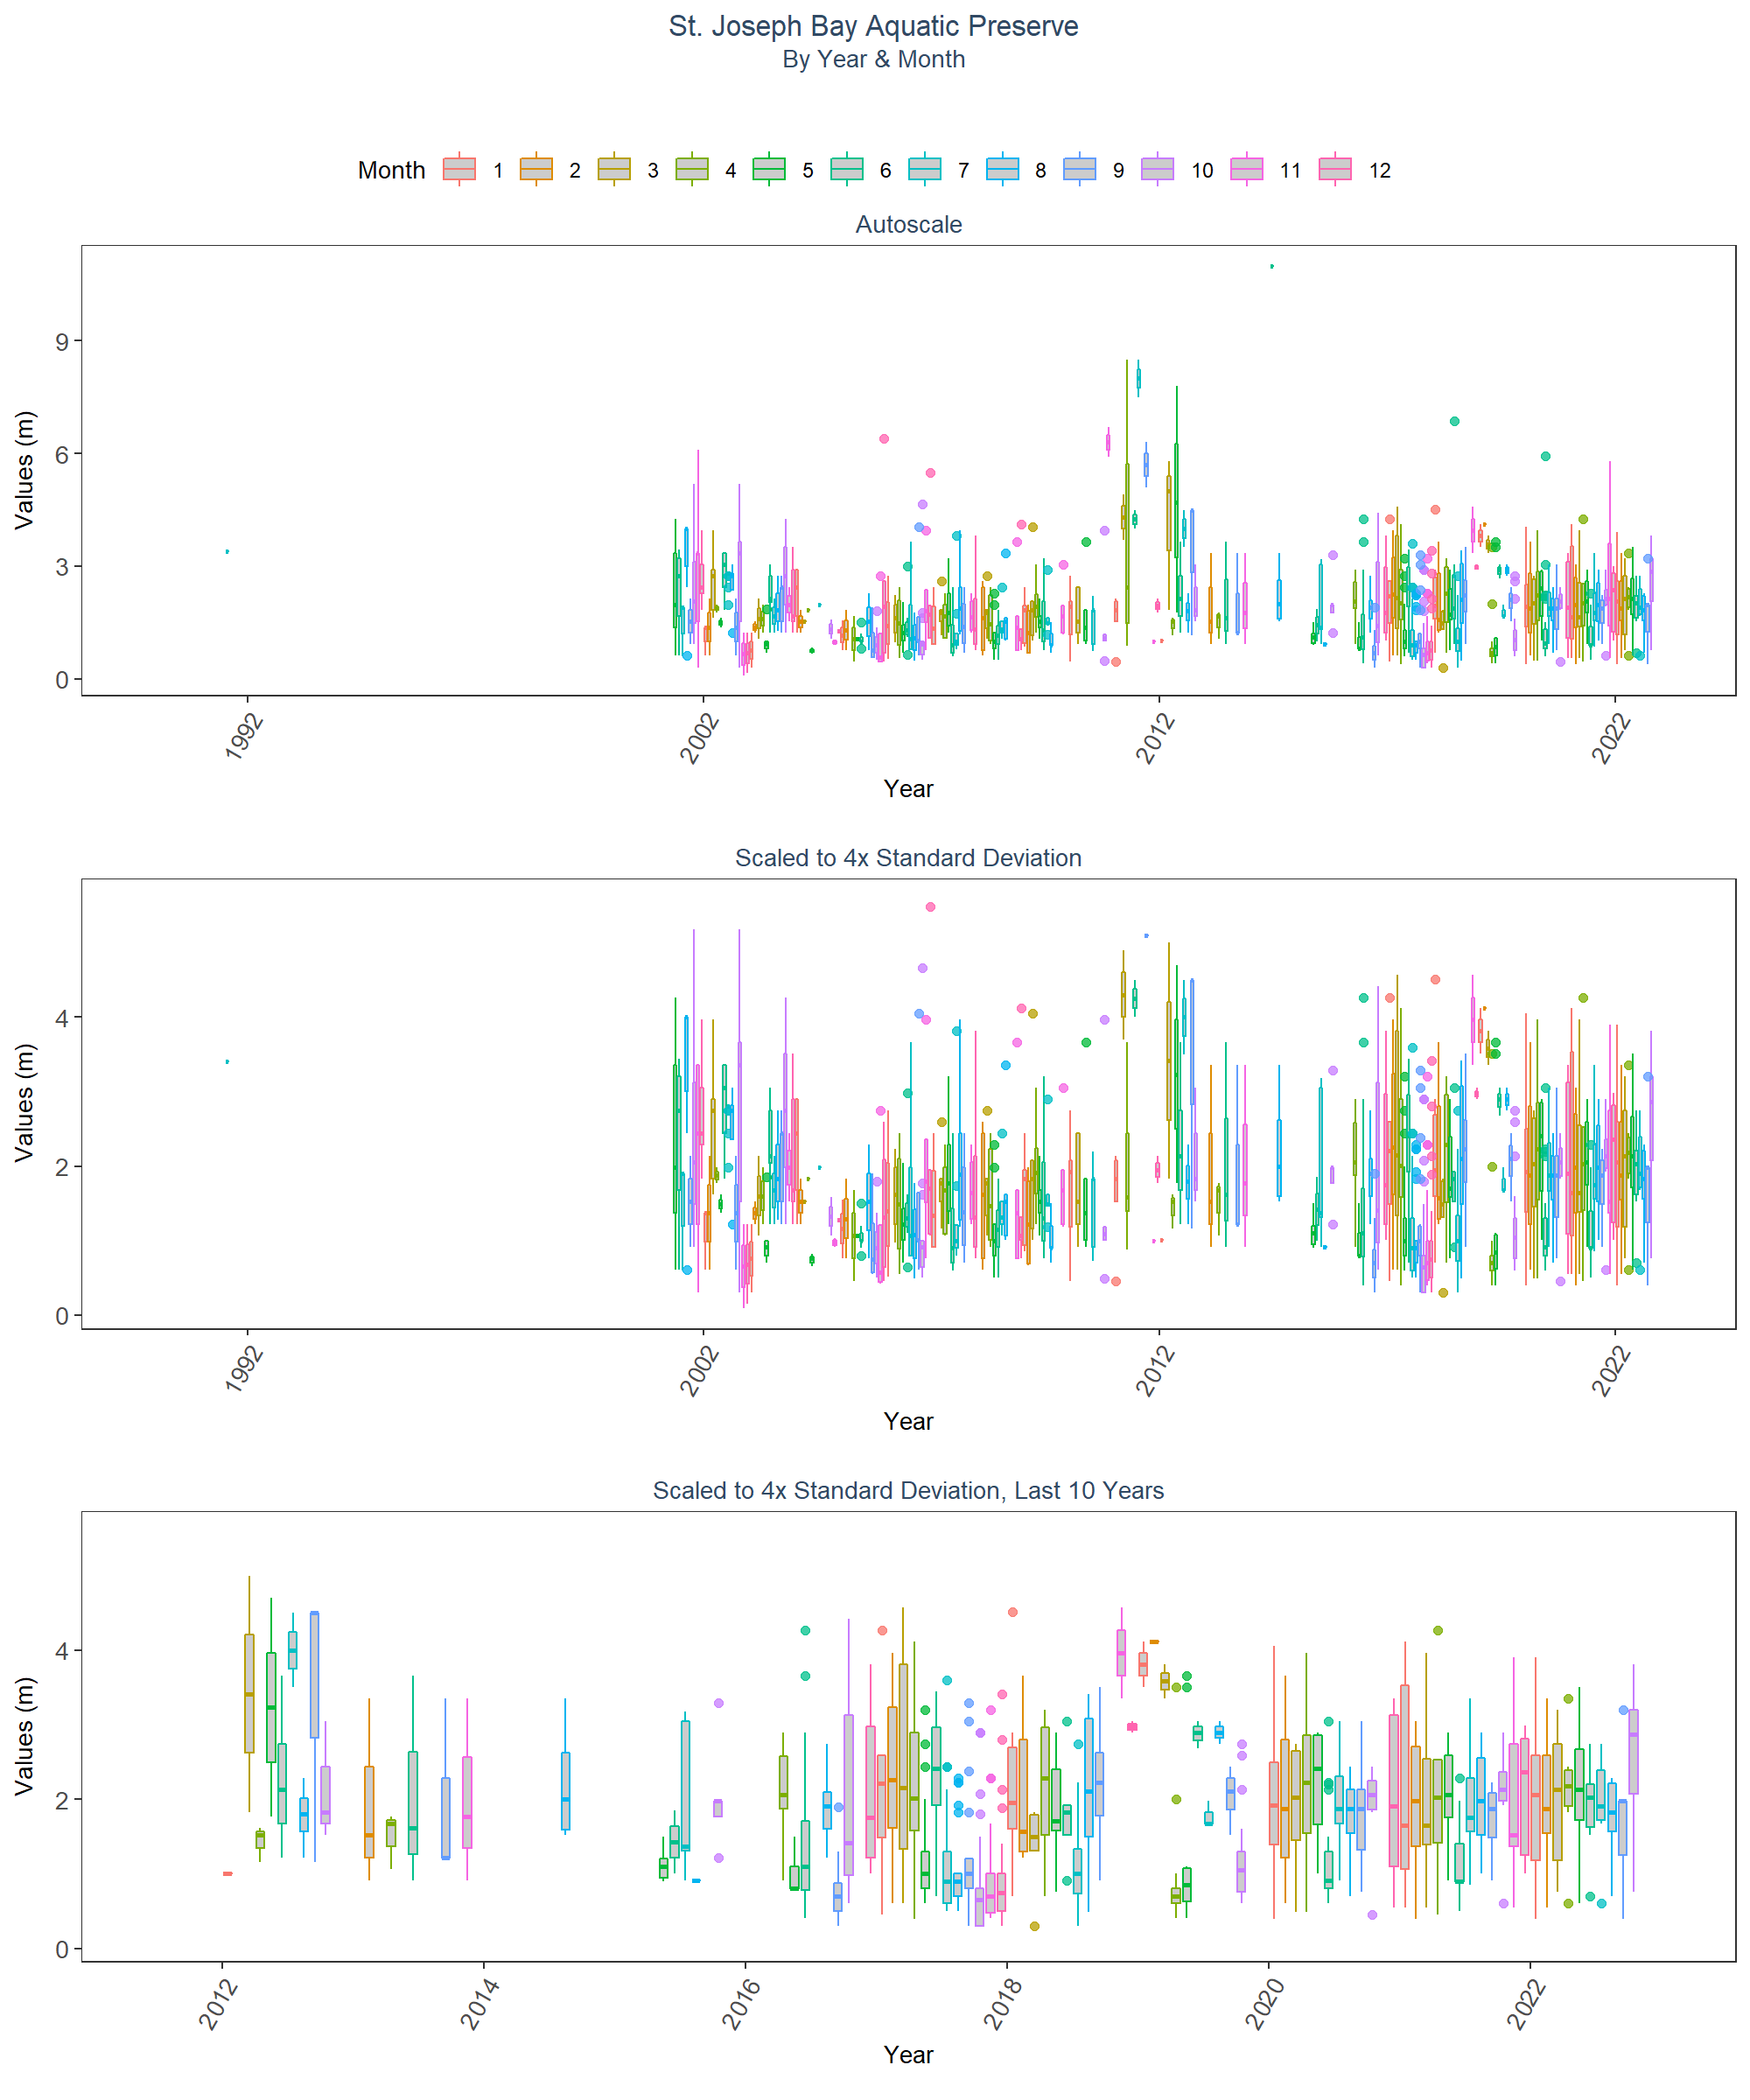 St. Joseph Bay Aquatic Preserve
By Year & Month
Month 1 2 3 4 5 6 7 8 9 10 11 12
Autoscale
Values (m)
9
6
3
0
1992 2002 2012 2022
Year
Scaled to 4x Standard Deviation
Values (m)
4
2
0
1992 2002 2012 2022
Year
Scaled to 4x Standard Deviation, Last 10 Years
Values (m)
4
2
0
2012 2014 2016 2018 2020 2022
Year